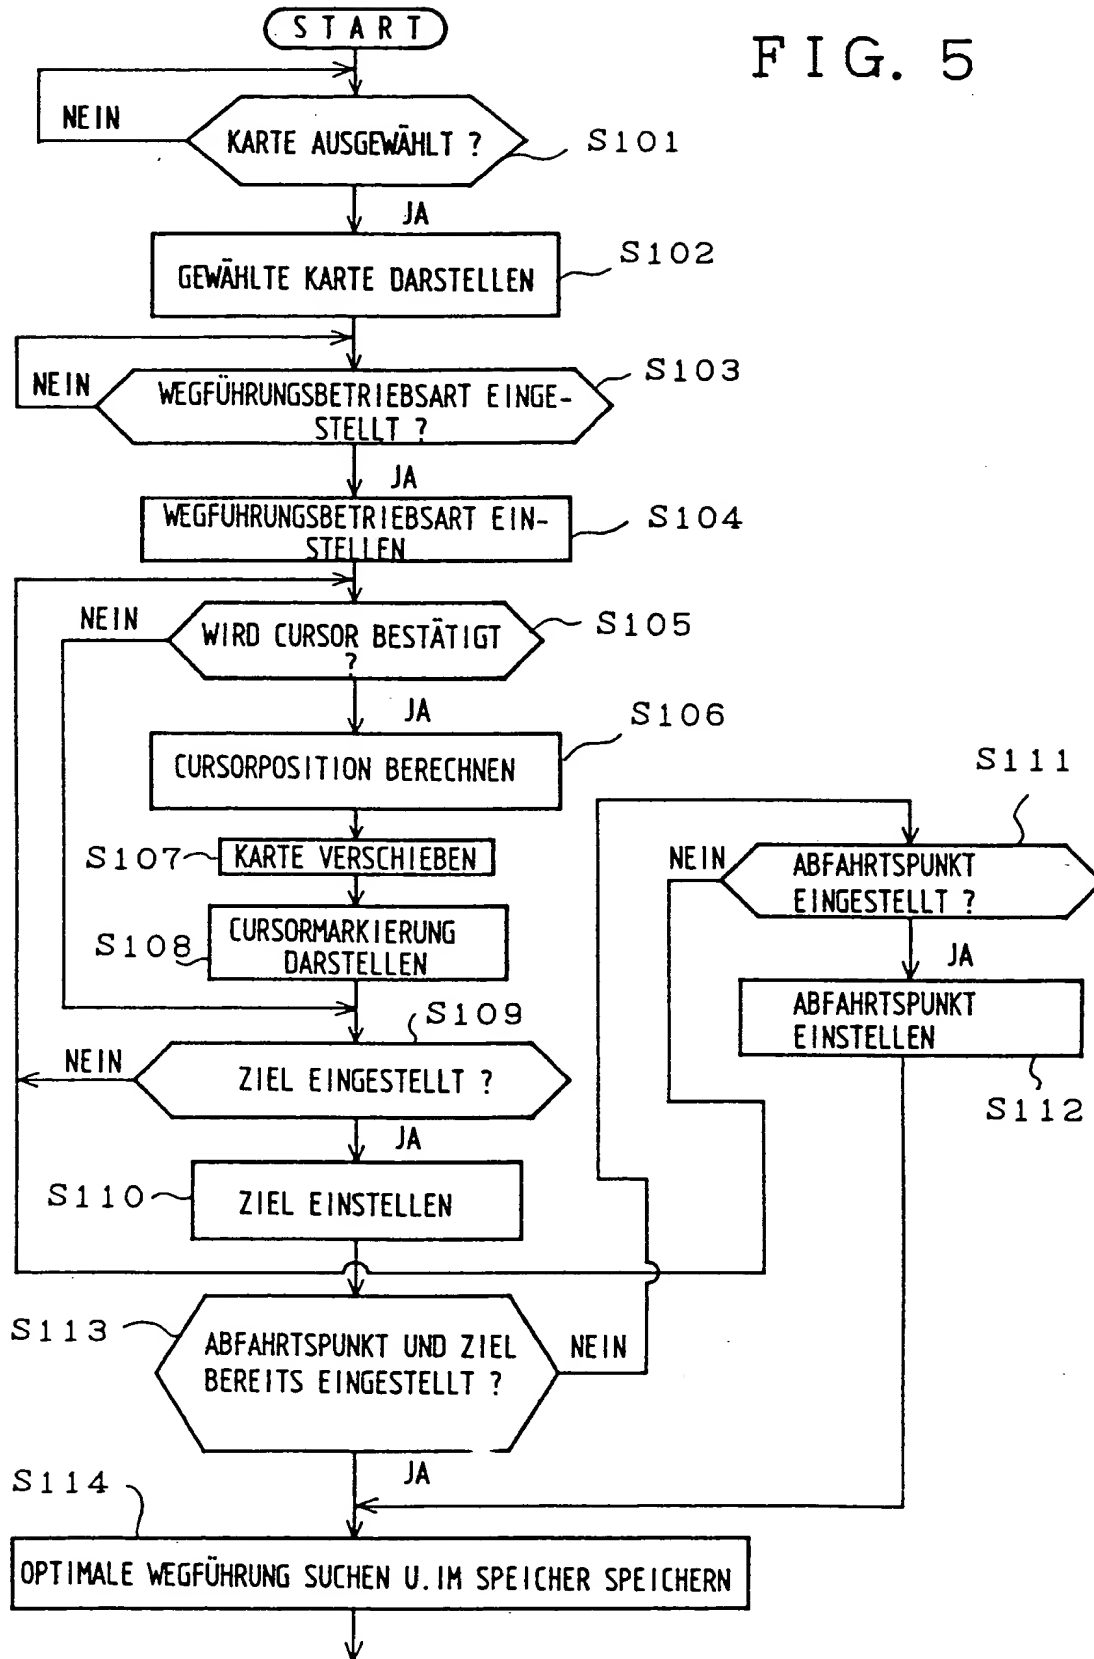 START
FIG. 5
NEIN
KARTE AUSGEWÄHLT ?
S101
JA
S102
GEWÄHLTE KARTE DARSTELLEN
NEIN
WEGFÜHRUNGSBETRIEBSART EINGE-
STELLT ?
S103
JA
WEGFUHRUNGSBETRIEBSART EIN-
STELLEN
S104
NEIN
WIRD CURSOR BESTÄTIGT
?
S105
JA
S106
CURSORPOSITION BERECHNEN
S107
KARTE VERSCHIEBEN
S108
CURSORMARKIERUNG
DARSTELLEN
S109
NEIN
ZIEL EINGESTELLT ?
JA
S110
ZIEL EINSTELLEN
S111
NEIN
ABFAHRTSPUNKT
EINGESTELLT ?
JA
ABFAHRTSPUNKT
EINSTELLEN
S112
S113
ABFAHRTSPUNKT UND ZIEL
BEREITS EINGESTELLT ?
NEIN
JA
S114
OPTIMALE WEGFÜHRUNG SUCHEN U. IM SPEICHER SPEICHERN